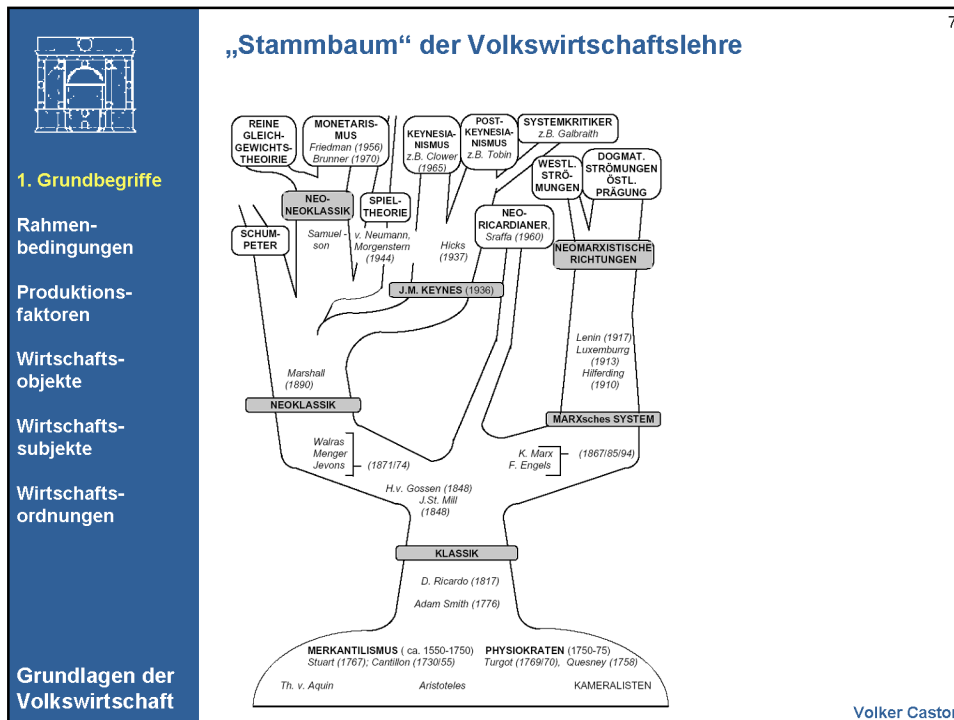 7
„Stammbaum“ der Volkswirtschaftslehre
1. Grundbegriffe
Rahmen-
bedingungen
Produktions-
faktoren
Wirtschafts-
objekte
Wirtschafts-
subjekte
Wirtschafts-
ordnungen
Grundlagen der
Volkswirtschaft
REINE
GLEICH-
GEWICHTS-
THEOIRIE
MONETARIS-
MUS
Friedman (1956)
Brunner (1970)
KEYNESIA-
NISMUS
z.B. Clower
(1965)
POST-
KEYNESIA-
NISMUS
z.B. Tobin
SYSTEMKRITIKER
z.B. Galbraith
WESTL.
STRÖ-
MUNGEN
DOGMAT.
STRÖMUNGEN
ÖSTL.
PRÄGUNG
NEO-
NEOKLASSIK
SPIEL-
THEORIE
SCHUM-
PETER
Samuel -
son
v. Neumann,
Morgenstern
(1944)
Hicks
(1937)
NEO-
RICARDIANER,
Sraffa (1960)
NEOMARXISTISCHE
RICHTUNGEN
J.M. KEYNES (1936)
Lenin (1917)
Luxemburg
(1913)
Hilferding
(1910)
Marshall
(1890)
NEOKLASSIK
MARXsches SYSTEM
Walras
Menger
Jevons
(1871/74)
K. Marx
F. Engels
(1867/85/94)
H.v. Gossen (1848)
J.St. Mill
(1848)
KLASSIK
D. Ricardo (1817)
Adam Smith (1776)
MERKANTILISMUS ( ca. 1550-1750) PHYSIOKRATEN (1750-75)
Stuart (1767); Cantillon (1730/55) Turgot (1769/70), Quesney (1758)
Th. v. Aquin Aristoteles KAMERALISTEN
Volker Castor